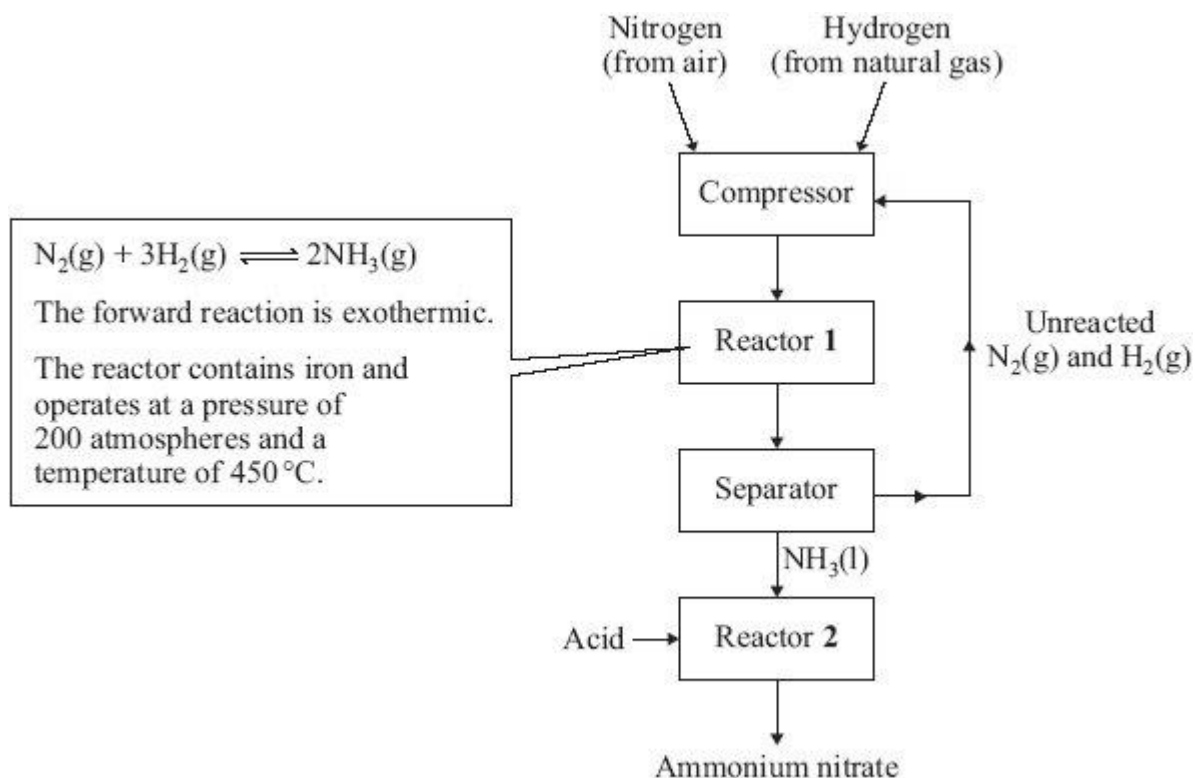 Nitrogen
(from air)
Hydrogen
(from natural gas)
Compressor
N₂(g) + 3H₂(g) ⇌ 2NH₃(g)
The forward reaction is exothermic.
The reactor contains iron and
operates at a pressure of
200 atmospheres and a
temperature of 450 °C.
Reactor 1
Unreacted
N₂(g) and H₂(g)
Separator
NH₃(l)
Acid
Reactor 2
Ammonium nitrate